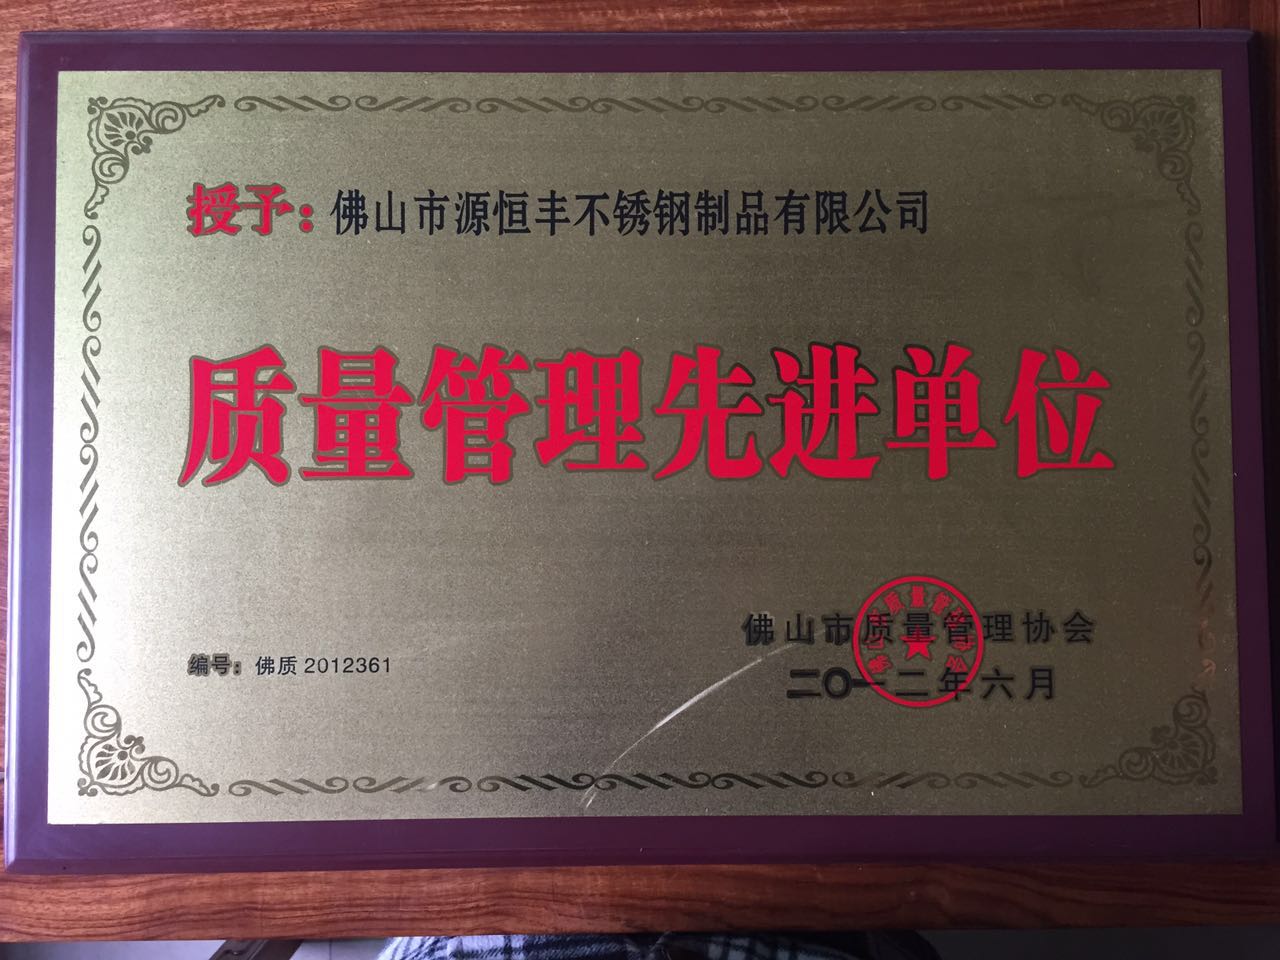 授予：佛山市源恒丰不锈钢制品有限公司
质量管理先进单位
佛山市质量管理协会
编号：佛质 2012361
二〇一二年六月